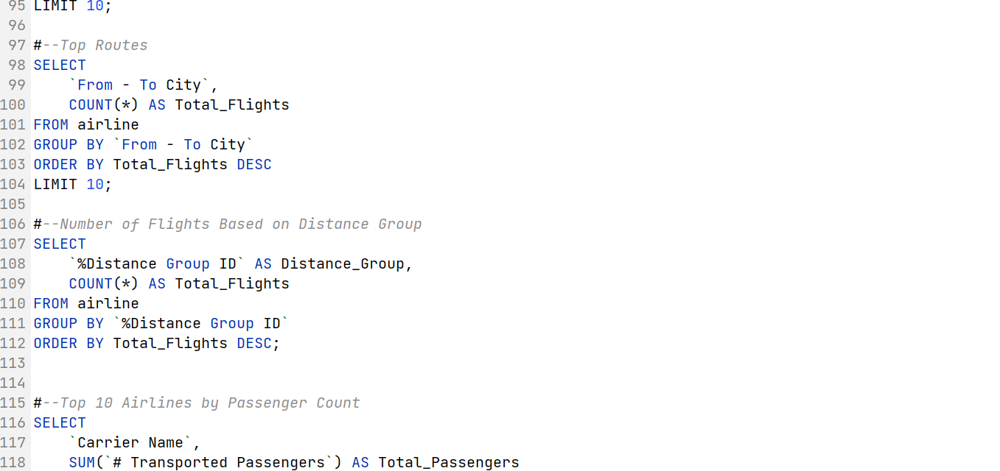 95 LIMIT 10;
96
97 #--Top Routes
98 SELECT
99     `From - To City`,
100     COUNT(*) AS Total_Flights
101 FROM airline
102 GROUP BY `From - To City`
103 ORDER BY Total_Flights DESC
104 LIMIT 10;
105
106 #--Number of Flights Based on Distance Group
107 SELECT
108     `%Distance Group ID` AS Distance_Group,
109     COUNT(*) AS Total_Flights
110 FROM airline
111 GROUP BY `%Distance Group ID`
112 ORDER BY Total_Flights DESC;
113
114
115 #--Top 10 Airlines by Passenger Count
116 SELECT
117     `Carrier Name`,
118     SUM(`# Transported Passengers`) AS Total_Passengers